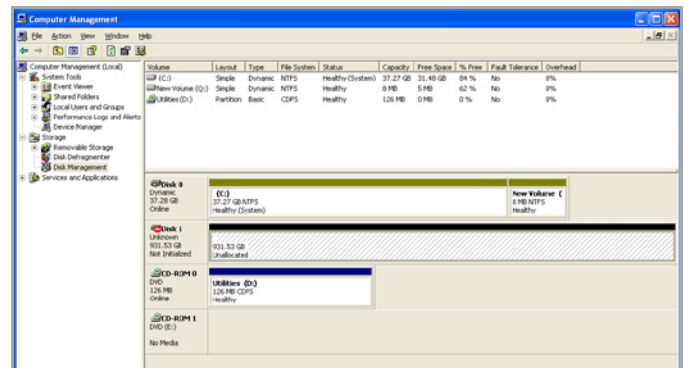 Computer Management
File Action View Window Help
Computer Management (Local)
System Tools
Event Viewer
Shared Folders
Local Users and Groups
Performance Logs and Alerts
Device Manager
Storage
Removable Storage
Disk Defragmenter
Disk Management
Services and Applications
Volume Layout Type File System Status Capacity Free Space % Free Fault Tolerance Overhead
(C:) Simple Dynamic NTFS Healthy (System) 37.27 GB 31.48 GB 84 % No 0%
New Volume (Q:) Simple Dynamic NTFS Healthy 8 MB 5 MB 62 % No 0%
Utilities (D:) Partition Basic CDFS Healthy 126 MB 0 MB 0 % No 0%
Disk 0
Dynamic
37.28 GB
Online
(C:)
37.27 GB NTFS
Healthy (System)
New Volume (
8 MB NTFS
Healthy
Disk 1
Unknown
931.53 GB
Not Initialized
931.53 GB
Unallocated
CD-ROM 0
DVD
126 MB
Online
Utilities (D:)
126 MB CDFS
Healthy
CD-ROM 1
DVD (E:)
No Media